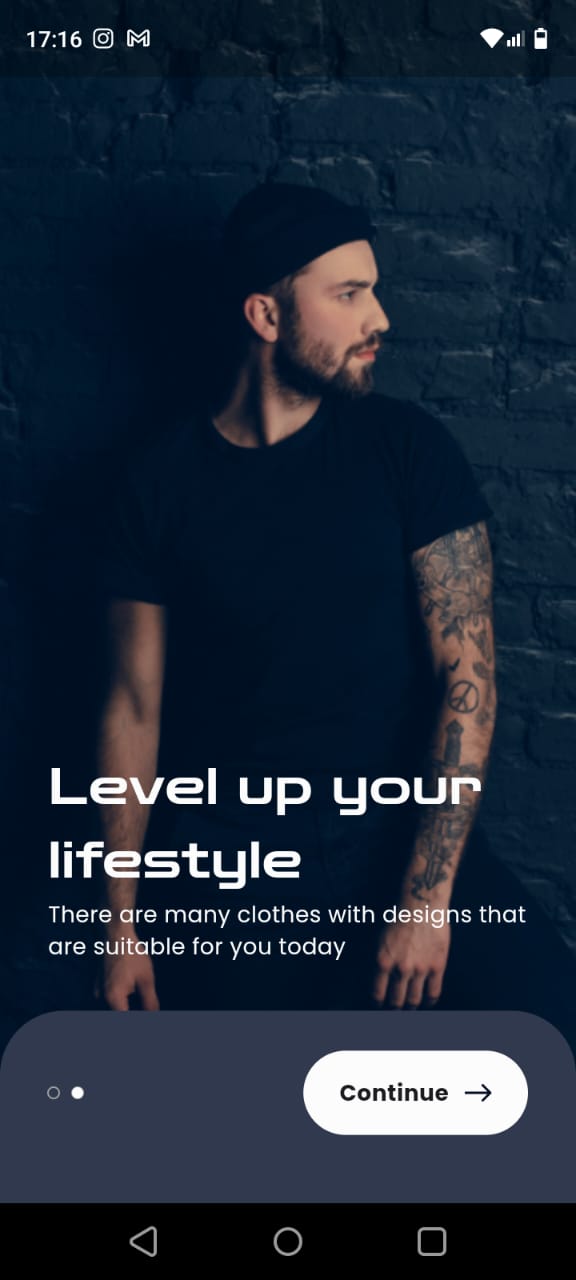 17:16
Level up your
lifestyle
There are many clothes with designs that
are suitable for you today
Continue